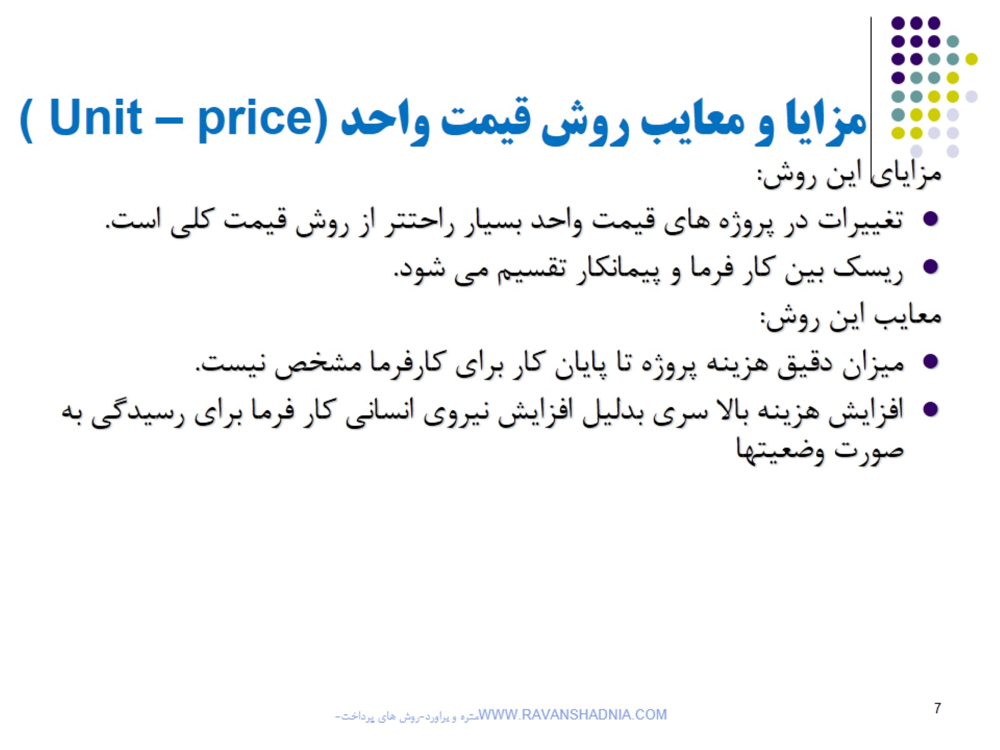 مزایا و معایب روش قیمت واحد (Unit – price )
مزایای این روش:
تغییرات در پروژه های قیمت واحد بسیار راحتتر از روش قیمت کلی است.
ریسک بین کار فرما و پیمانکار تقسیم می شود.
معایب این روش:
میزان دقیق هزینه پروژه تا پایان کار برای کارفرما مشخص نیست.
افزایش هزینه بالا سری بدلیل افزایش نیروی انسانی کار فرما برای رسیدگی به
صورت وضعیتها
WWW.RAVANSHADNIA.COMمتره و براورد-روش های پرداخت-
7